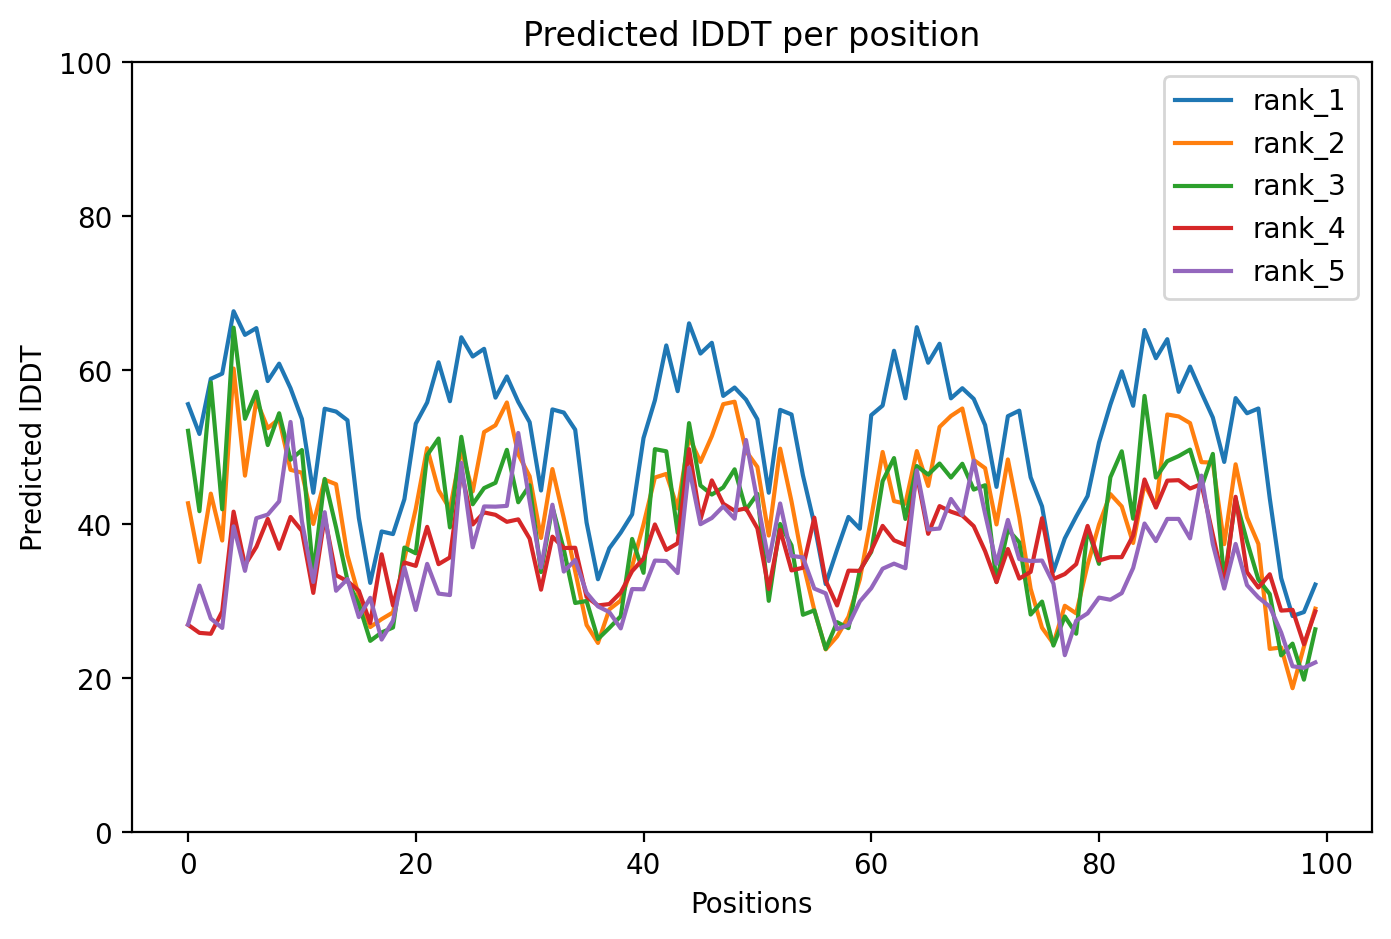 Predicted lDDT per position
100
80
60
40
20
0
Predicted lDDT
0 20 40 60 80 100
Positions
rank_1
rank_2
rank_3
rank_4
rank_5